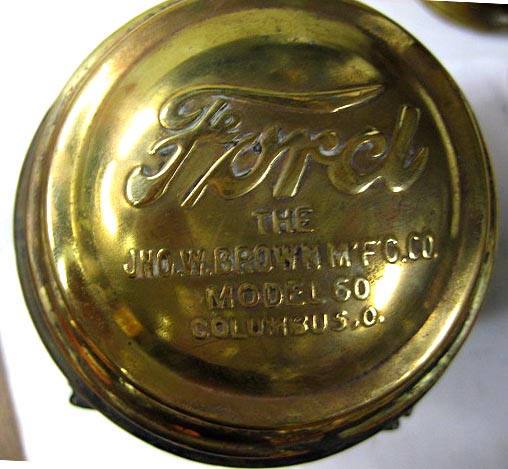 Ford
THE
JNO.W.BROWN M'F'G.CO.
MODEL 60
COLUMBUS.O.